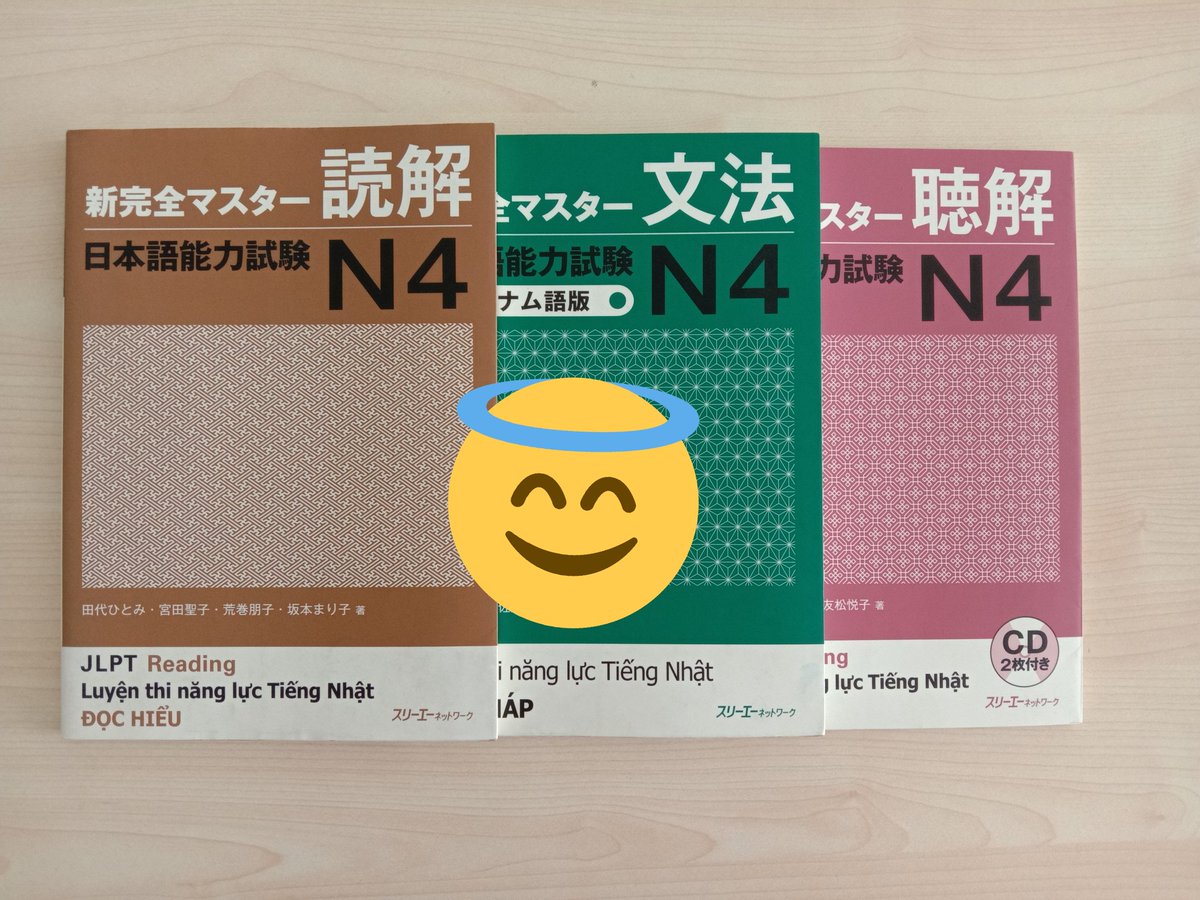 新完全マスター 読解
日本語能力試験 N4
田代ひとみ・宮田聖子・荒巻朋子・坂本まり子 著
JLPT Reading
Luyện thi năng lực Tiếng Nhật
ĐỌC HIỂU
スリーエーネットワーク
全マスター 文法
語能力試験 N4
ナム語版
i năng lực Tiếng Nhật
ÁP
スリーエーネットワーク
スター 聴解
力試験 N4
友松悦子 著
CD
2枚付き
ng
lực Tiếng Nhật
スリーエーネットワーク